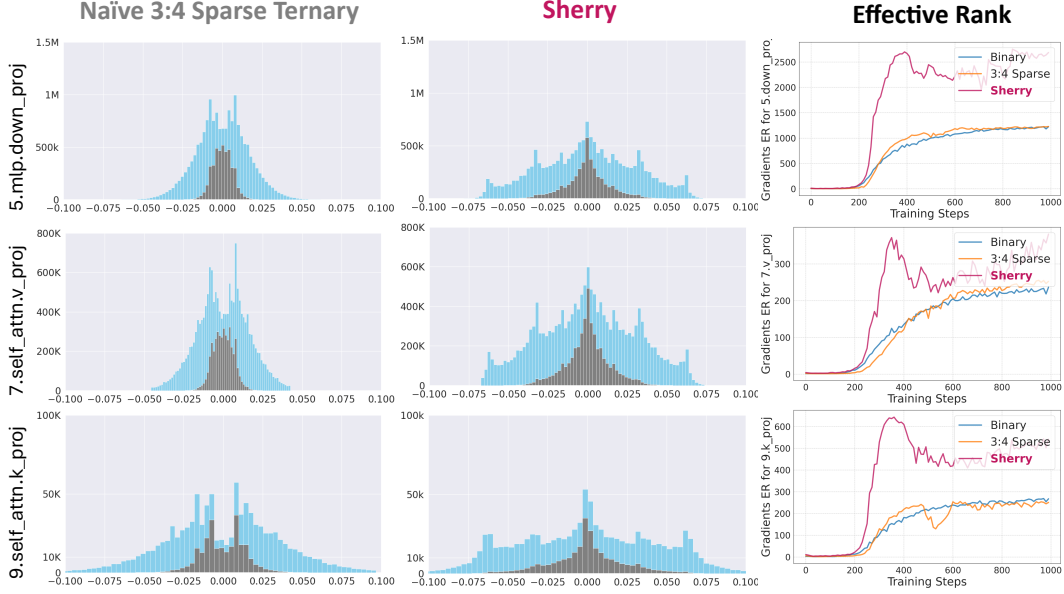 Naïve 3:4 Sparse Ternary
Sherry
Effective Rank
5.mlp.down_proj
1.5M
1M
500k
0
−0.100 −0.075 −0.050 −0.025 0.000 0.025 0.050 0.075 0.100
1.5M
1M
500k
0
−0.100 −0.075 −0.050 −0.025 0.000 0.025 0.050 0.075 0.100
Gradients ER for 5.down_proj
2500
2000
1500
1000
500
0
Binary
3:4 Sparse
Sherry
0 200 400 600 800 1000
Training Steps
7.self_attn.v_proj
800K
600K
400K
200K
0
−0.100 −0.075 −0.050 −0.025 0.000 0.025 0.050 0.075 0.100
800K
600K
400K
200K
0
−0.100 −0.075 −0.050 −0.025 0.000 0.025 0.050 0.075 0.100
Gradients ER for 7.v_proj
300
200
100
0
Binary
3:4 Sparse
Sherry
0 200 400 600 800 1000
Training Steps
9.self_attn.k_proj
100K
50K
10K
0
−0.100 −0.075 −0.050 −0.025 0.000 0.025 0.050 0.075 0.100
100k
50k
10k
0
−0.100 −0.075 −0.050 −0.025 0.000 0.025 0.050 0.075 0.100
Gradients ER for 9.k_proj
600
500
400
300
200
100
0
Binary
3:4 Sparse
Sherry
0 200 400 600 800 1000
Training Steps